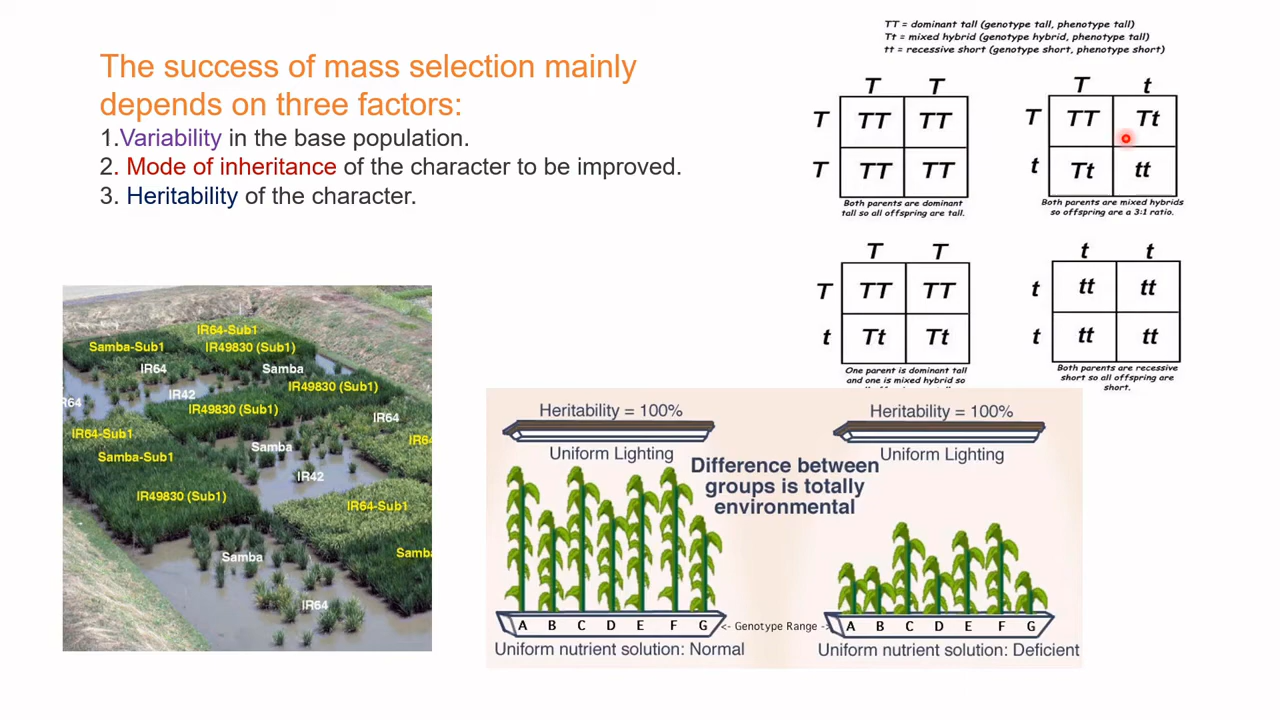 The success of mass selection mainly
depends on three factors:
1.Variability in the base population.
2. Mode of inheritance of the character to be improved.
3. Heritability of the character.
TT = dominant tall (genotype tall, phenotype tall)
Tt = mixed hybrid (genotype hybrid, phenotype tall)
tt = recessive short (genotype short, phenotype short)
T T
T TT TT
T TT TT
Both parents are dominant
tall so all offspring are tall.
T t
T TT Tt
t Tt tt
Both parents are mixed hybrids
so offspring are a 3:1 ratio.
T T
T TT TT
t Tt Tt
One parent is dominant tall
and one is mixed hybrid so
t t
t tt tt
t tt tt
Both parents are recessive
short so all offspring are
short.
IR64-Sub1
Samba-Sub1 IR49830 (Sub1)
IR64 Samba
IR42 IR49830 (Sub1)
R64 IR49830 (Sub1)
IR64
IR64-Sub1 IR64
Samba
Samba-Sub1
IR42
IR49830 (Sub1)
IR64-Sub1
Samba Samba
IR64
Heritability = 100%
Uniform Lighting
Heritability = 100%
Uniform Lighting
Difference between
groups is totally
environmental
A B C D E F G <- Genotype Range -> A B C D E F G
Uniform nutrient solution: Normal
Uniform nutrient solution: Deficient